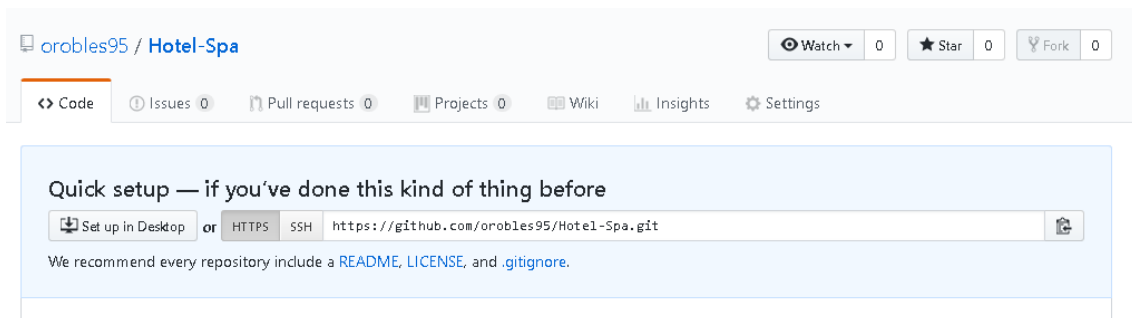 orobles95 / Hotel-Spa
Watch 0 Star 0 Fork 0
Code Issues 0 Pull requests 0 Projects 0 Wiki Insights Settings
Quick setup — if you've done this kind of thing before
Set up in Desktop or HTTPS SSH https://github.com/orobles95/Hotel-Spa.git
We recommend every repository include a README, LICENSE, and .gitignore.